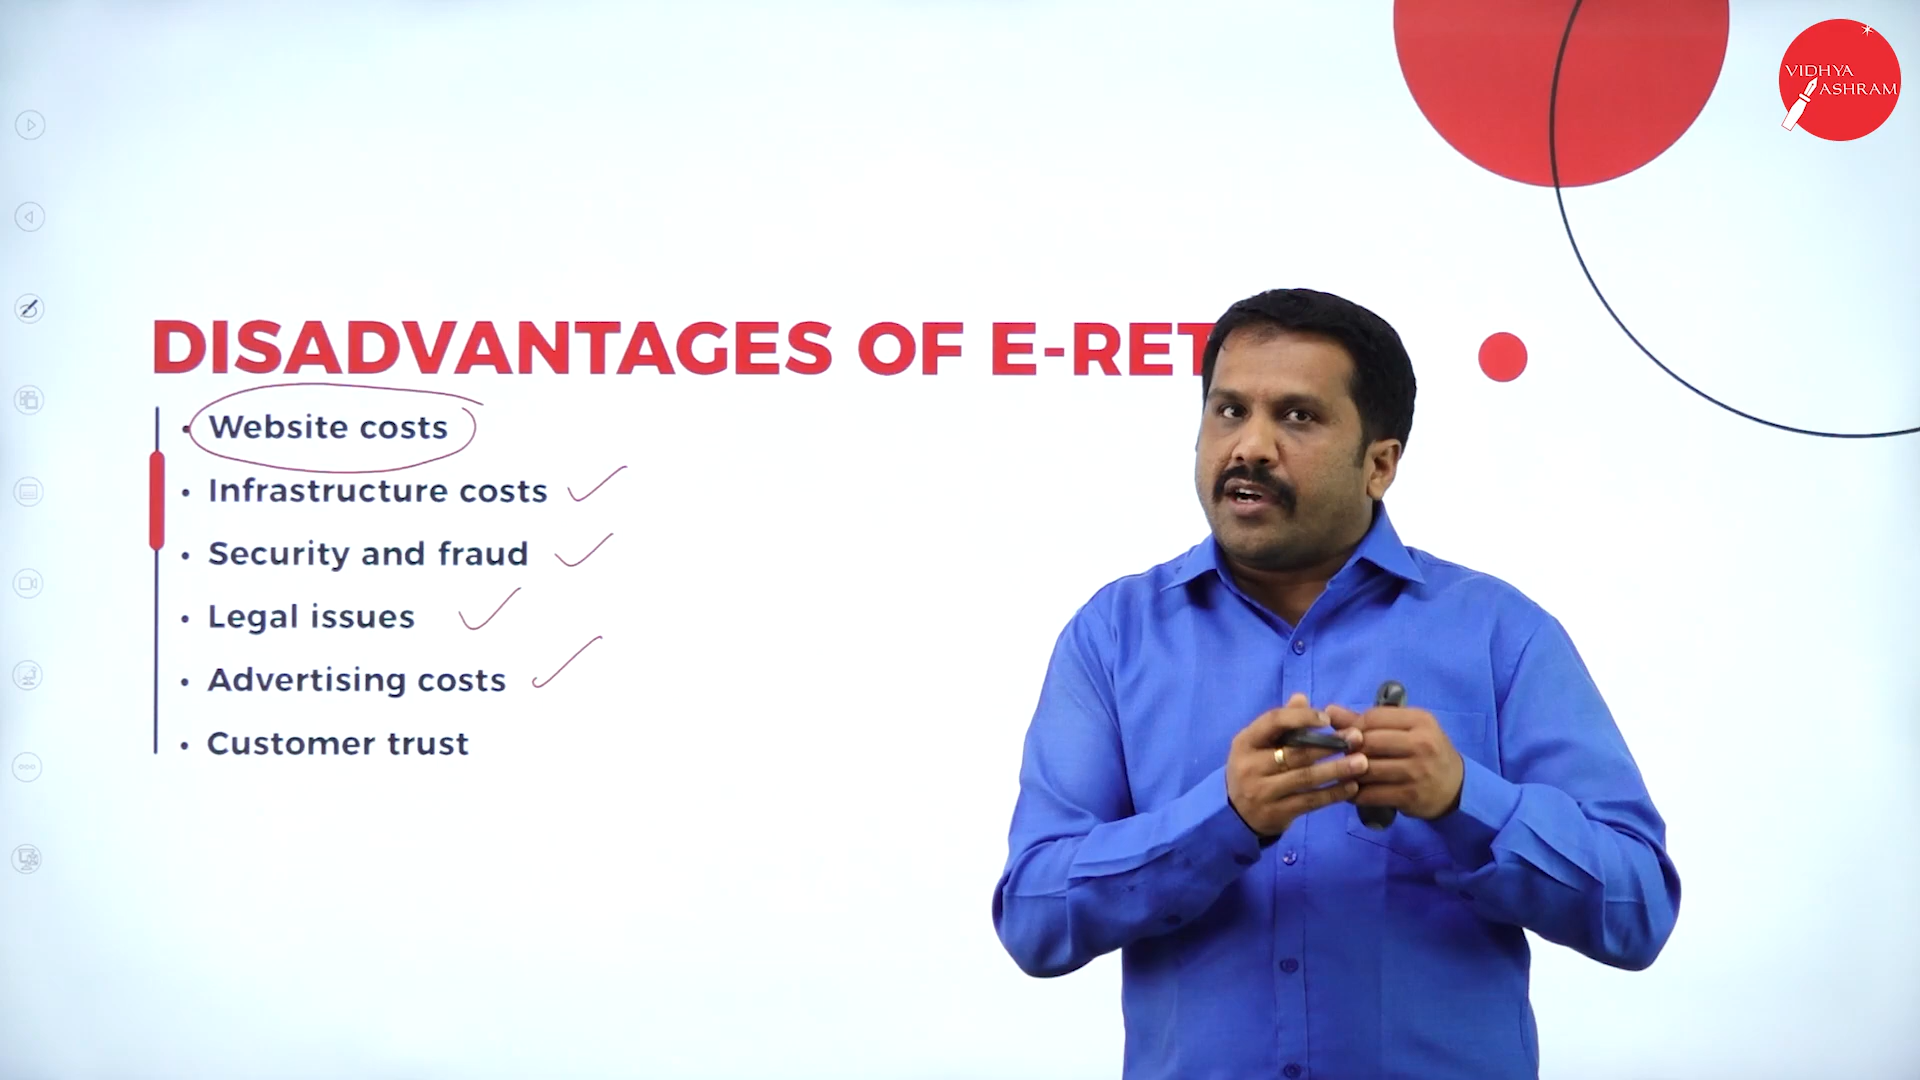 VIDHYA
ASHRAM
DISADVANTAGES OF E-RET
• Website costs
• Infrastructure costs
• Security and fraud
• Legal issues
• Advertising costs
• Customer trust